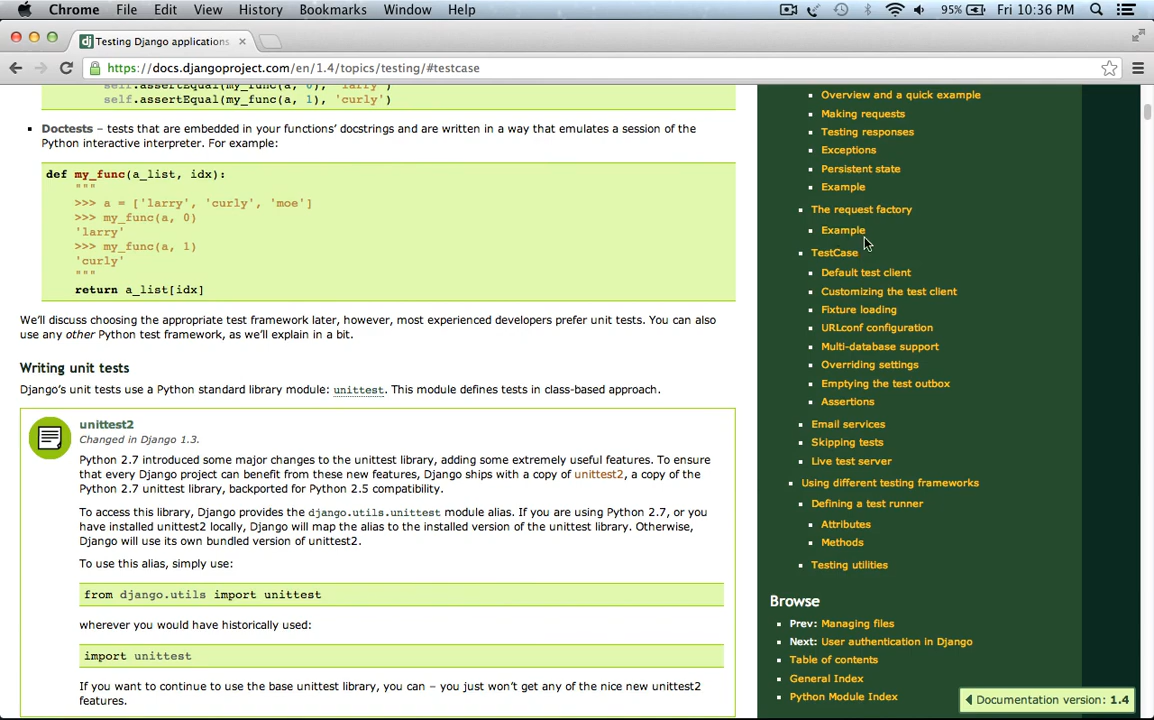 Chrome File Edit View History Bookmarks Window Help 95% Fri 10:36 PM
Testing Django applications
https://docs.djangoproject.com/en/1.4/topics/testing/#testcase
self.assertEqual(my_func(a, 0), 'larry')
self.assertEqual(my_func(a, 1), 'curly')
Doctests – tests that are embedded in your functions' docstrings and are written in a way that emulates a session of the
Python interactive interpreter. For example:
def my_func(a_list, idx):
"""
>>> a = ['larry', 'curly', 'moe']
>>> my_func(a, 0)
'larry'
>>> my_func(a, 1)
'curly'
"""
return a_list[idx]
We'll discuss choosing the appropriate test framework later, however, most experienced developers prefer unit tests. You can also
use any other Python test framework, as we'll explain in a bit.
Writing unit tests
Django's unit tests use a Python standard library module: unittest. This module defines tests in class-based approach.
unittest2
Changed in Django 1.3.
Python 2.7 introduced some major changes to the unittest library, adding some extremely useful features. To ensure
that every Django project can benefit from these new features, Django ships with a copy of unittest2, a copy of the
Python 2.7 unittest library, backported for Python 2.5 compatibility.
To access this library, Django provides the django.utils.unittest module alias. If you are using Python 2.7, or you
have installed unittest2 locally, Django will map the alias to the installed version of the unittest library. Otherwise,
Django will use its own bundled version of unittest2.
To use this alias, simply use:
from django.utils import unittest
wherever you would have historically used:
import unittest
If you want to continue to use the base unittest library, you can – you just won't get any of the nice new unittest2
features.
Overview and a quick example
Making requests
Testing responses
Exceptions
Persistent state
Example
The request factory
Example
TestCase
Default test client
Customizing the test client
Fixture loading
URLconf configuration
Multi-database support
Overriding settings
Emptying the test outbox
Assertions
Email services
Skipping tests
Live test server
Using different testing frameworks
Defining a test runner
Attributes
Methods
Testing utilities
Browse
Prev: Managing files
Next: User authentication in Django
Table of contents
General Index
Python Module Index
Documentation version: 1.4